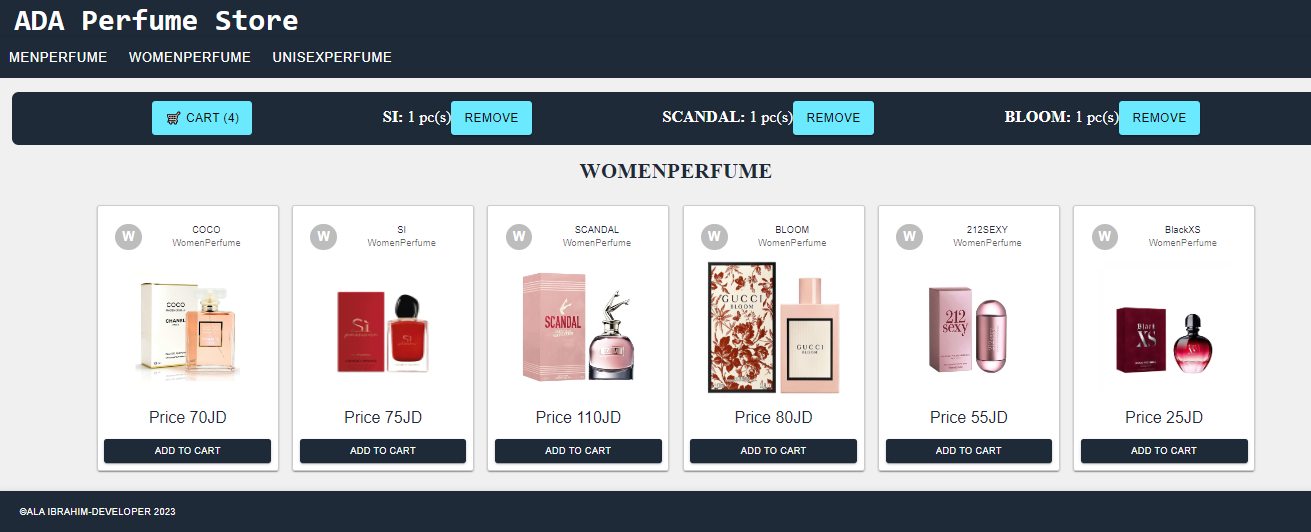 ADA Perfume Store
MENPERFUME WOMENPERFUME UNISEXPERFUME
CART (4) SI: 1 pc(s) REMOVE SCANDAL: 1 pc(s) REMOVE BLOOM: 1 pc(s) REMOVE
WOMENPERFUME
W COCO
WomenPerfume
COCO
CHANEL
Price 70JD
ADD TO CART
W SI
WomenPerfume
Sì
Price 75JD
ADD TO CART
W SCANDAL
WomenPerfume
SCANDAL
Price 110JD
ADD TO CART
W BLOOM
WomenPerfume
GUCCI
BLOOM
GUCCI
BLOOM
Price 80JD
ADD TO CART
W 212SEXY
WomenPerfume
212
sexy
Price 55JD
ADD TO CART
W BlackXS
WomenPerfume
Black
XS
Price 25JD
ADD TO CART
©ALA IBRAHIM-DEVELOPER 2023